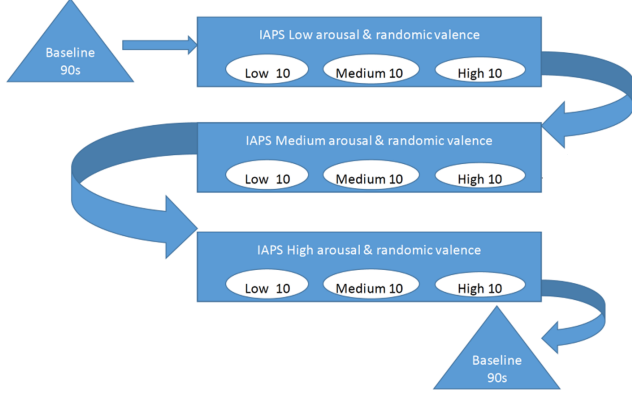 Baseline
90s
IAPS Low arousal & randomic valence
Low 10
Medium 10
High 10
IAPS Medium arousal & randomic valence
Low 10
Medium 10
High 10
IAPS High arousal & randomic valence
Low 10
Medium 10
High 10
Baseline
90s